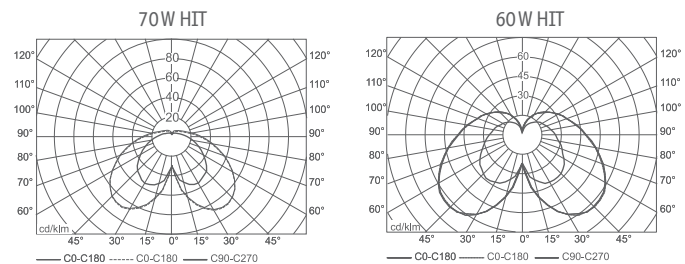 70 W HIT
60 W HIT
120° 80 120°
110° 60 110°
100° 40 100°
20
90° 90°
80° 80°
70° 70°
60° 60°
cd/klm
45° 30° 15° 0° 15° 30° 45°
C0-C180 C0-C180 C90-C270
120° 60 120°
110° 45 110°
100° 30 100°
90° 90°
80° 80°
70° 70°
60° 60°
cd/klm
45° 30° 15° 0° 15° 30° 45°
C0-C180 C0-C180 C90-C270